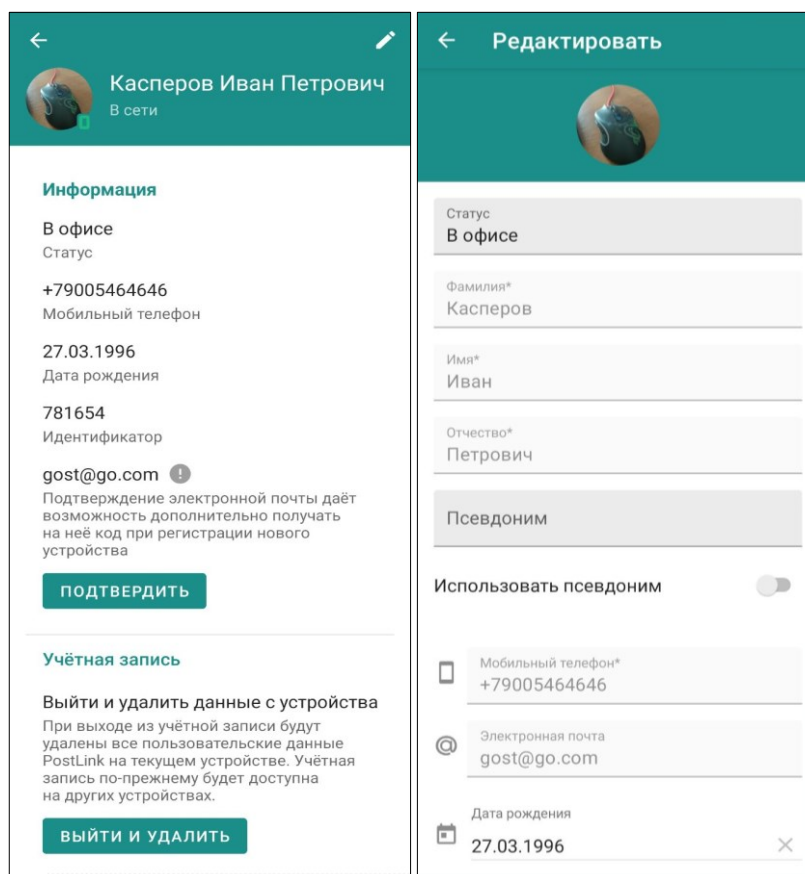 Касперов Иван Петрович
В сети
Информация
В офисе
Статус
+79005464646
Мобильный телефон
27.03.1996
Дата рождения
781654
Идентификатор
gost@go.com
Подтверждение электронной почты даёт
возможность дополнительно получать
на неё код при регистрации нового
устройства
ПОДТВЕРДИТЬ
Учётная запись
Выйти и удалить данные с устройства
При выходе из учётной записи будут
удалены все пользовательские данные
PostLink на текущем устройстве. Учётная
запись по-прежнему будет доступна
на других устройствах.
ВЫЙТИ И УДАЛИТЬ
Редактировать
Статус
В офисе
Фамилия*
Касперов
Имя*
Иван
Отчество*
Петрович
Псевдоним
Использовать псевдоним
Мобильный телефон*
+79005464646
Электронная почта
gost@go.com
Дата рождения
27.03.1996